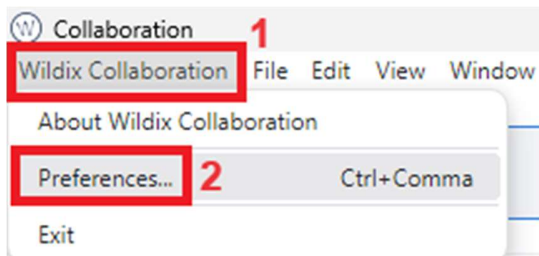 Collaboration 1
Wildix Collaboration File Edit View Window
About Wildix Collaboration
Preferences... 2 Ctrl+Comma
Exit